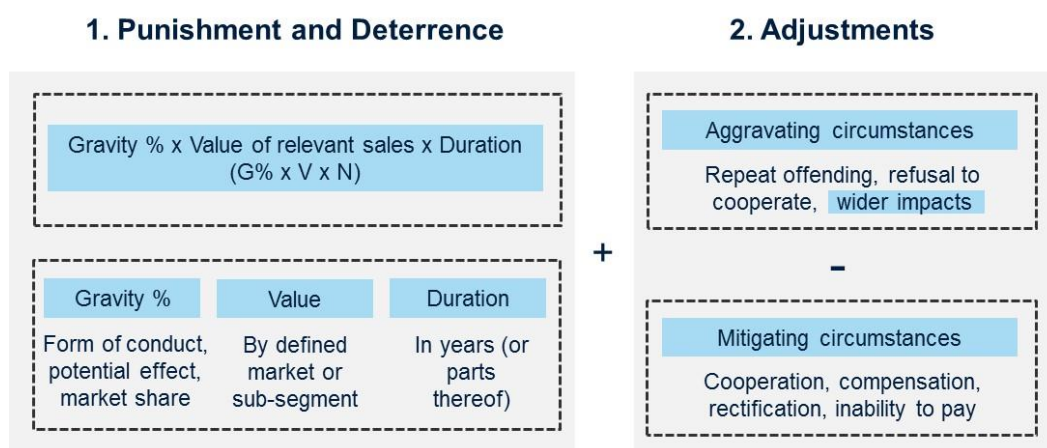 1. Punishment and Deterrence
Gravity % x Value of relevant sales x Duration
(G% x V x N)
Gravity %
Form of conduct,
potential effect,
market share
Value
By defined
market or
sub-segment
Duration
In years (or
parts
thereof)
+
2. Adjustments
Aggravating circumstances
Repeat offending, refusal to
cooperate, wider impacts
-
Mitigating circumstances
Cooperation, compensation,
rectification, inability to pay